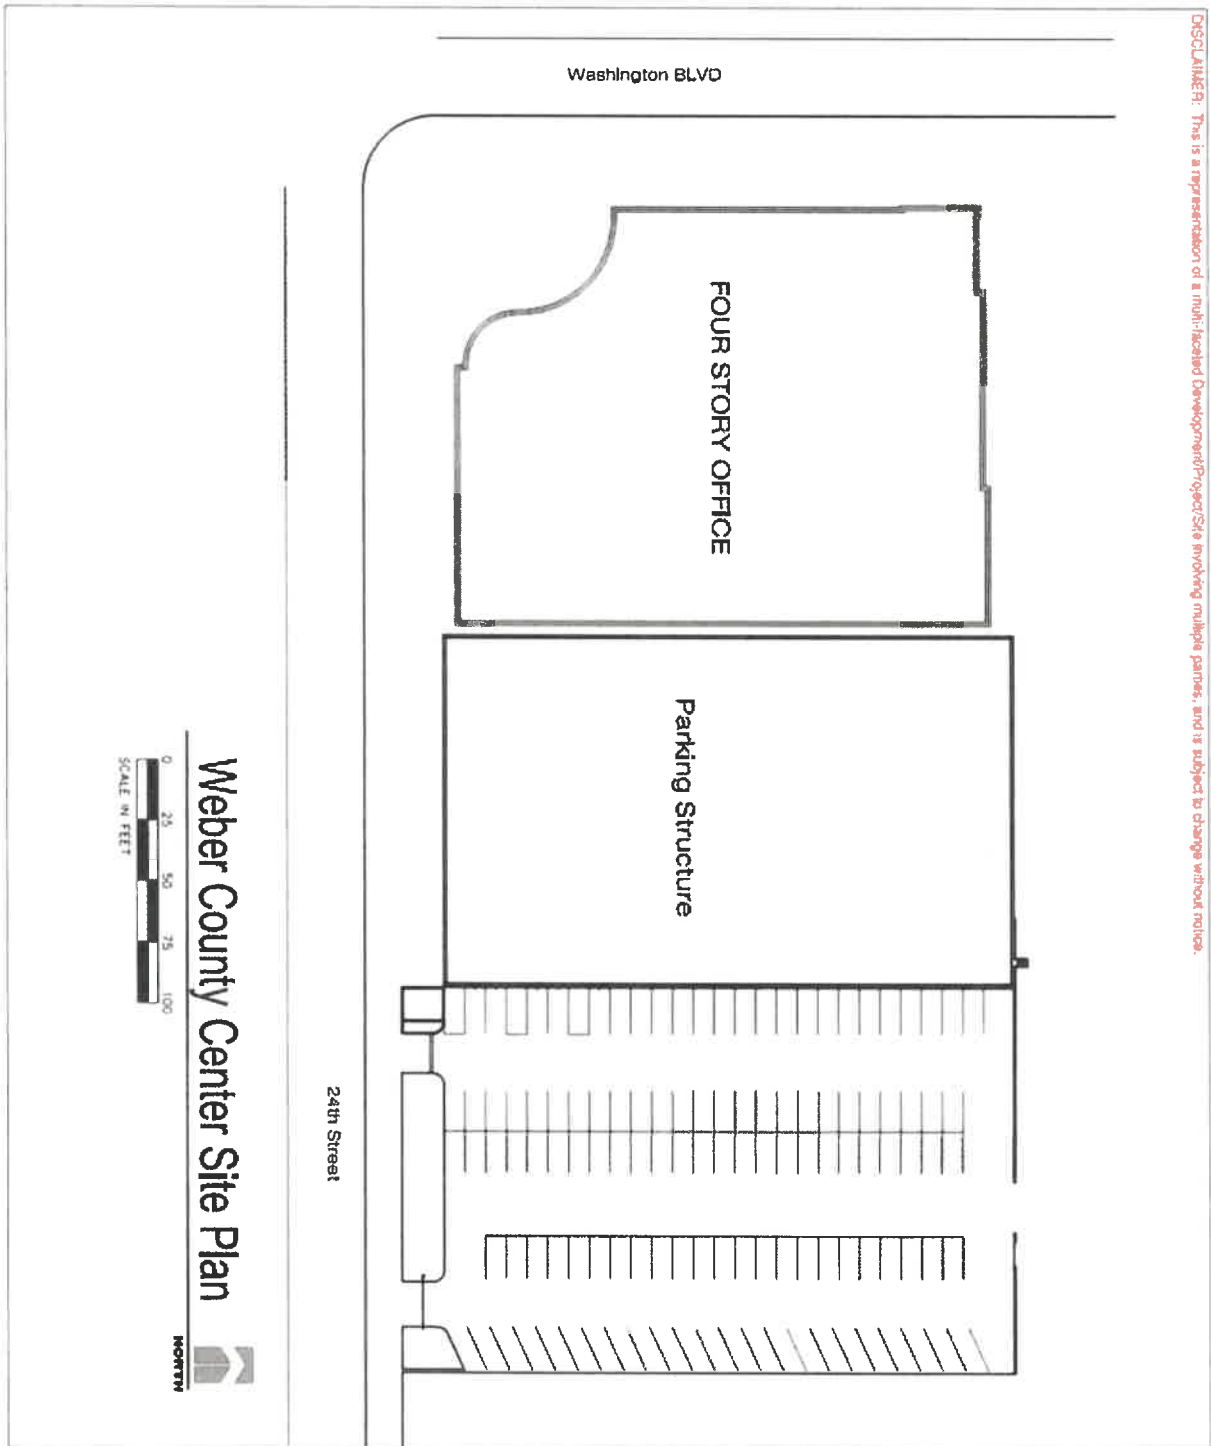 DISCLAIMER: This is a representation of a multi-faceted Development/Project/Site involving multiple parties, and is subject to change without notice.
Washington BLVD
FOUR STORY OFFICE
Parking Structure
24th Street
Weber County Center Site Plan
0 25 50 75 100
SCALE IN FEET
NORTH